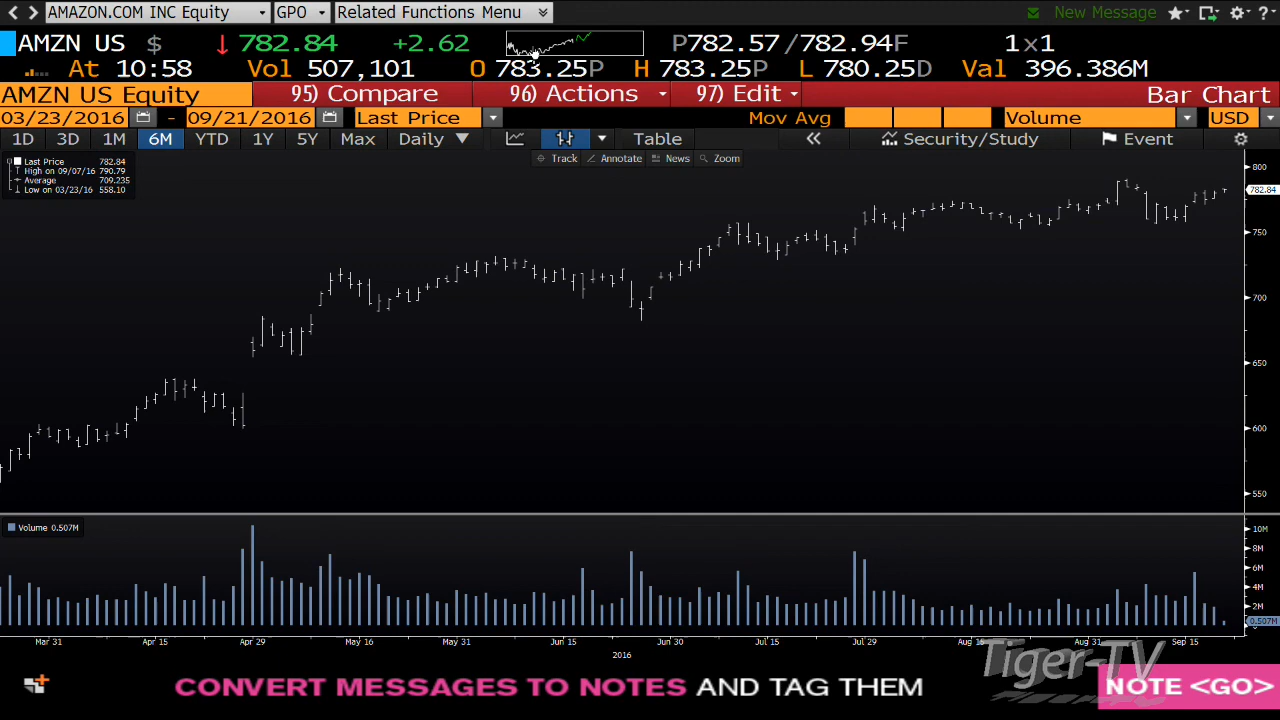 AMAZON.COM INC Equity GPO Related Functions Menu New Message ?
AMZN US $ ↓ 782.84 +2.62 P782.57 /782.94F 1x1
At 10:58 Vol 507,101 O 783.25P H 783.25P L 780.25D Val 396.386M
AMZN US Equity 95) Compare 96) Actions 97) Edit Bar Chart
03/23/2016 - 09/21/2016 Last Price Mov Avg Volume USD
1D 3D 1M 6M YTD 1Y 5Y Max Daily Table Security/Study Event
Track Annotate News Zoom
Last Price 782.84
High on 09/07/16 790.79
Average 709.235
Low on 03/23/16 558.10
800
782.84
750
700
650
600
550
Volume 0.507M
10M
8M
6M
4M
2M
0.507M
Mar 31 Apr 15 Apr 29 May 16 May 31 Jun 15 Jun 30 Jul 15 Jul 29 Aug 15 Aug 31 Sep 15
2016
Tiger-TV
CONVERT MESSAGES TO NOTES AND TAG THEM NOTE <GO>